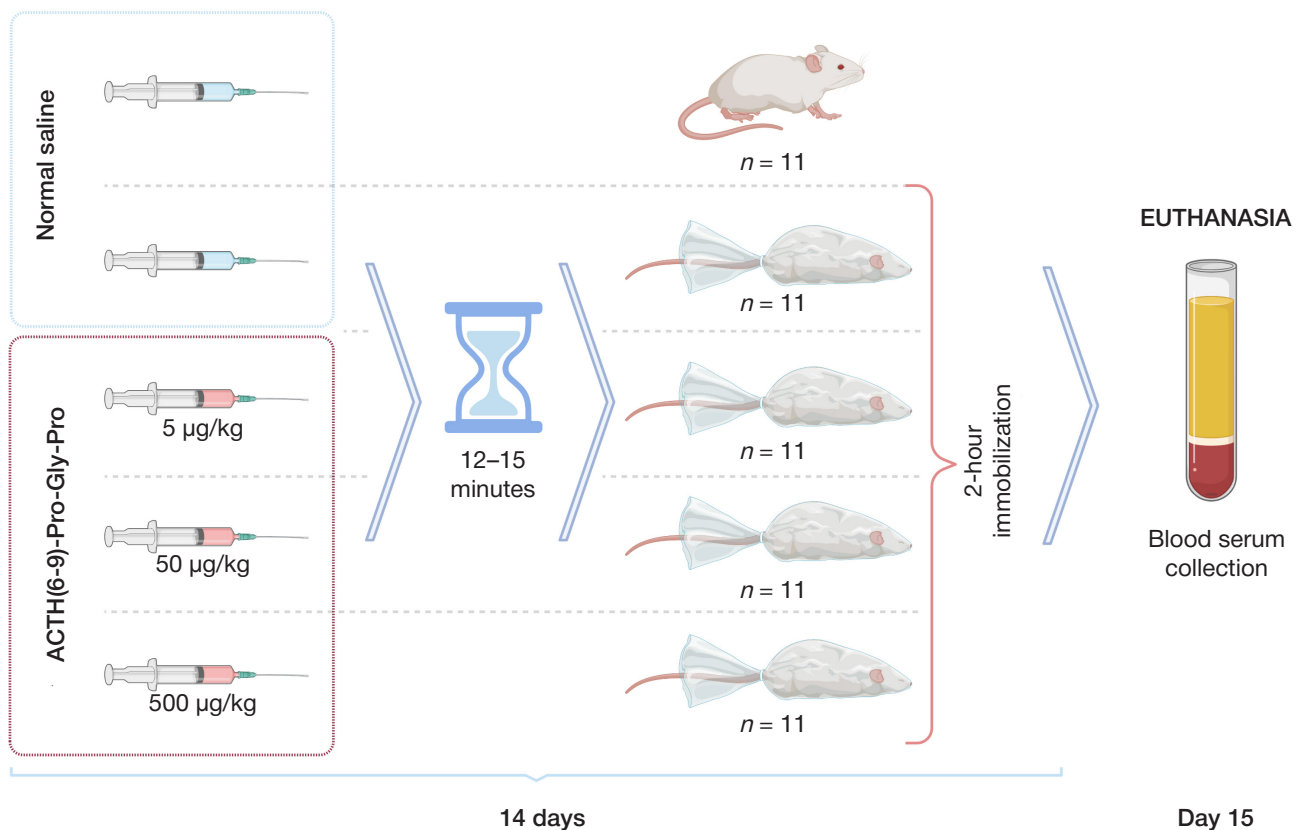 Normal saline
n = 11
n = 11
ACTH(6-9)-Pro-Gly-Pro
5 µg/kg
50 µg/kg
500 µg/kg
12–15
minutes
n = 11
n = 11
n = 11
2-hour
immobilization
EUTHANASIA
Blood serum
collection
14 days
Day 15